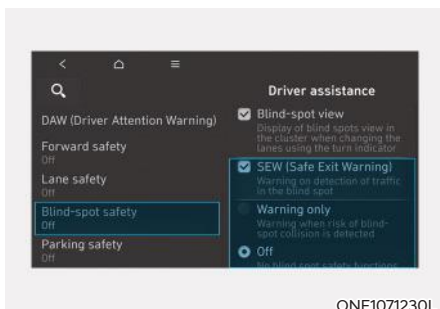 DAW (Driver Attention Warning)
Forward safety
Off
Lane safety
Off
Blind-spot safety
Off
Parking safety
Off
Driver assistance
Blind-spot view
Display of blind spots view in
the cluster when changing the
lanes using the turn indicator
SEW (Safe Exit Warning)
Warning on detection of traffic
in the blind spot
Warning only
Warning when risk of blind-
spot collision is detected
Off
No blind spot safety functions
ONE1071230L